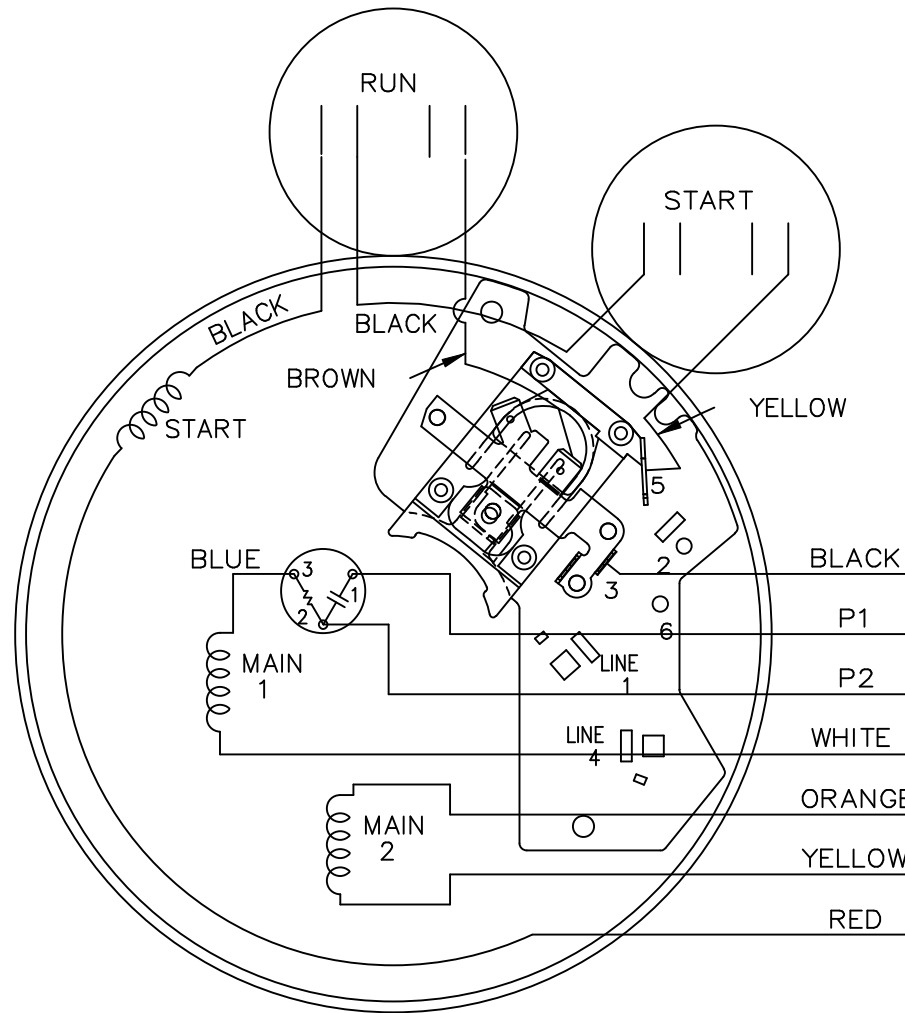 RUN
START
BLACK
BLACK
BROWN
YELLOW
START
5
2
BLUE
3
1
2
3
BLACK
6
P1
MAIN
1
LINE
1
P2
LINE
4
WHITE
ORANGE
MAIN
2
YELLOW
RED